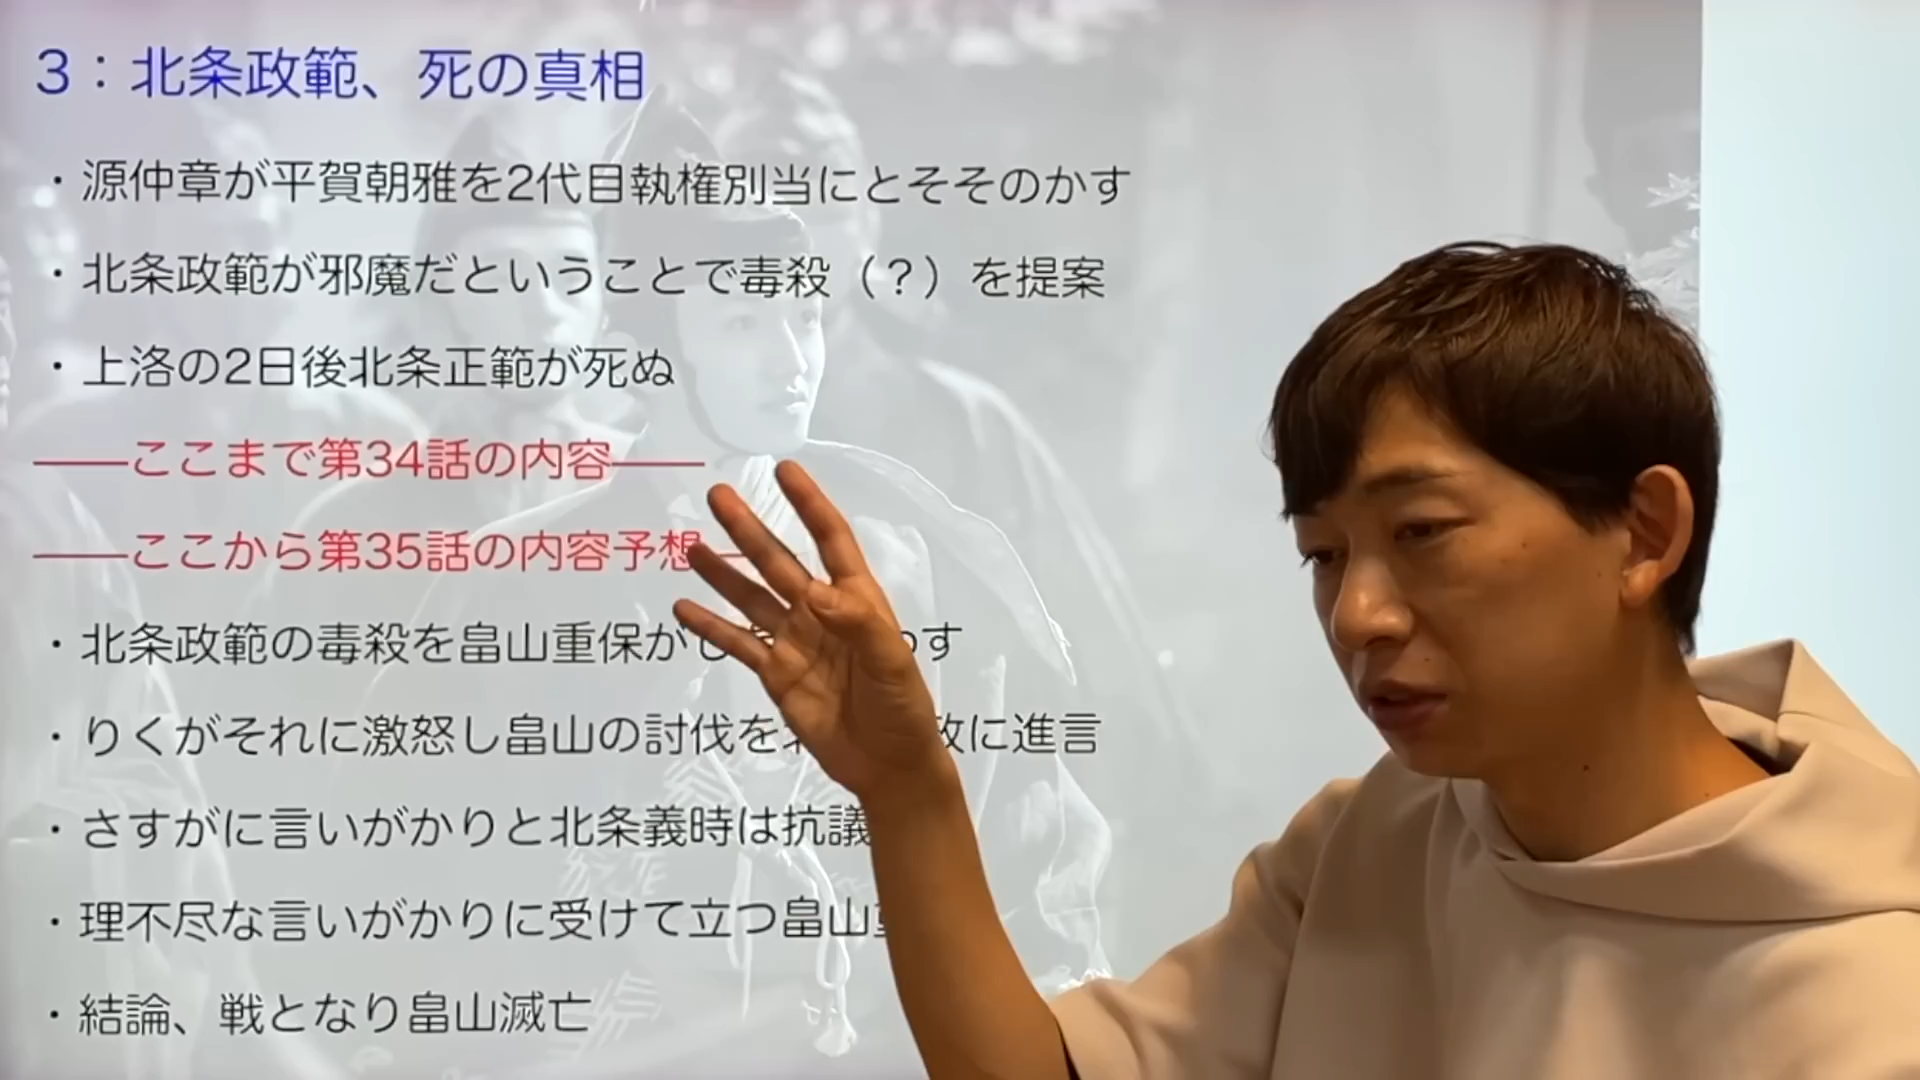 3：北条政範、死の真相
・源仲章が平賀朝雅を2代目執権別当にとそそのかす
・北条政範が邪魔だということで毒殺（？）を提案
・上洛の2日後北条正範が死ぬ
――ここまで第34話の内容――
――ここから第35話の内容予想―
・北条政範の毒殺を畠山重保がし
す
・りくがそれに激怒し畠山の討伐を
政に進言
・さすがに言いがかりと北条義時は抗議
・理不尽な言いがかりに受けて立つ畠山
・結論、戦となり畠山滅亡